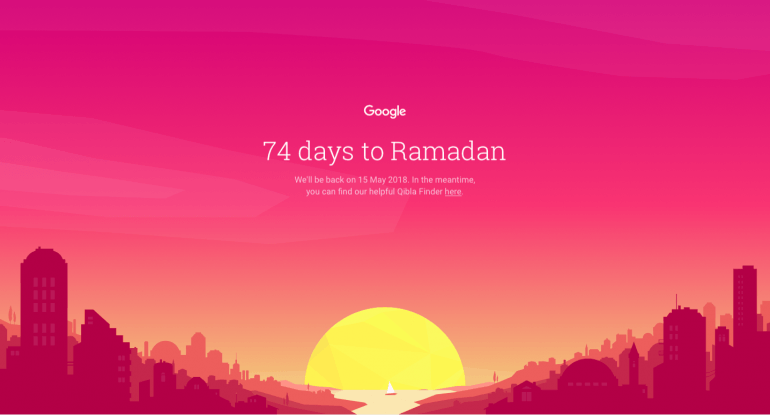 Google
74 days to Ramadan
We'll be back on 15 May 2018. In the meantime,
you can find our helpful Qibla Finder here.